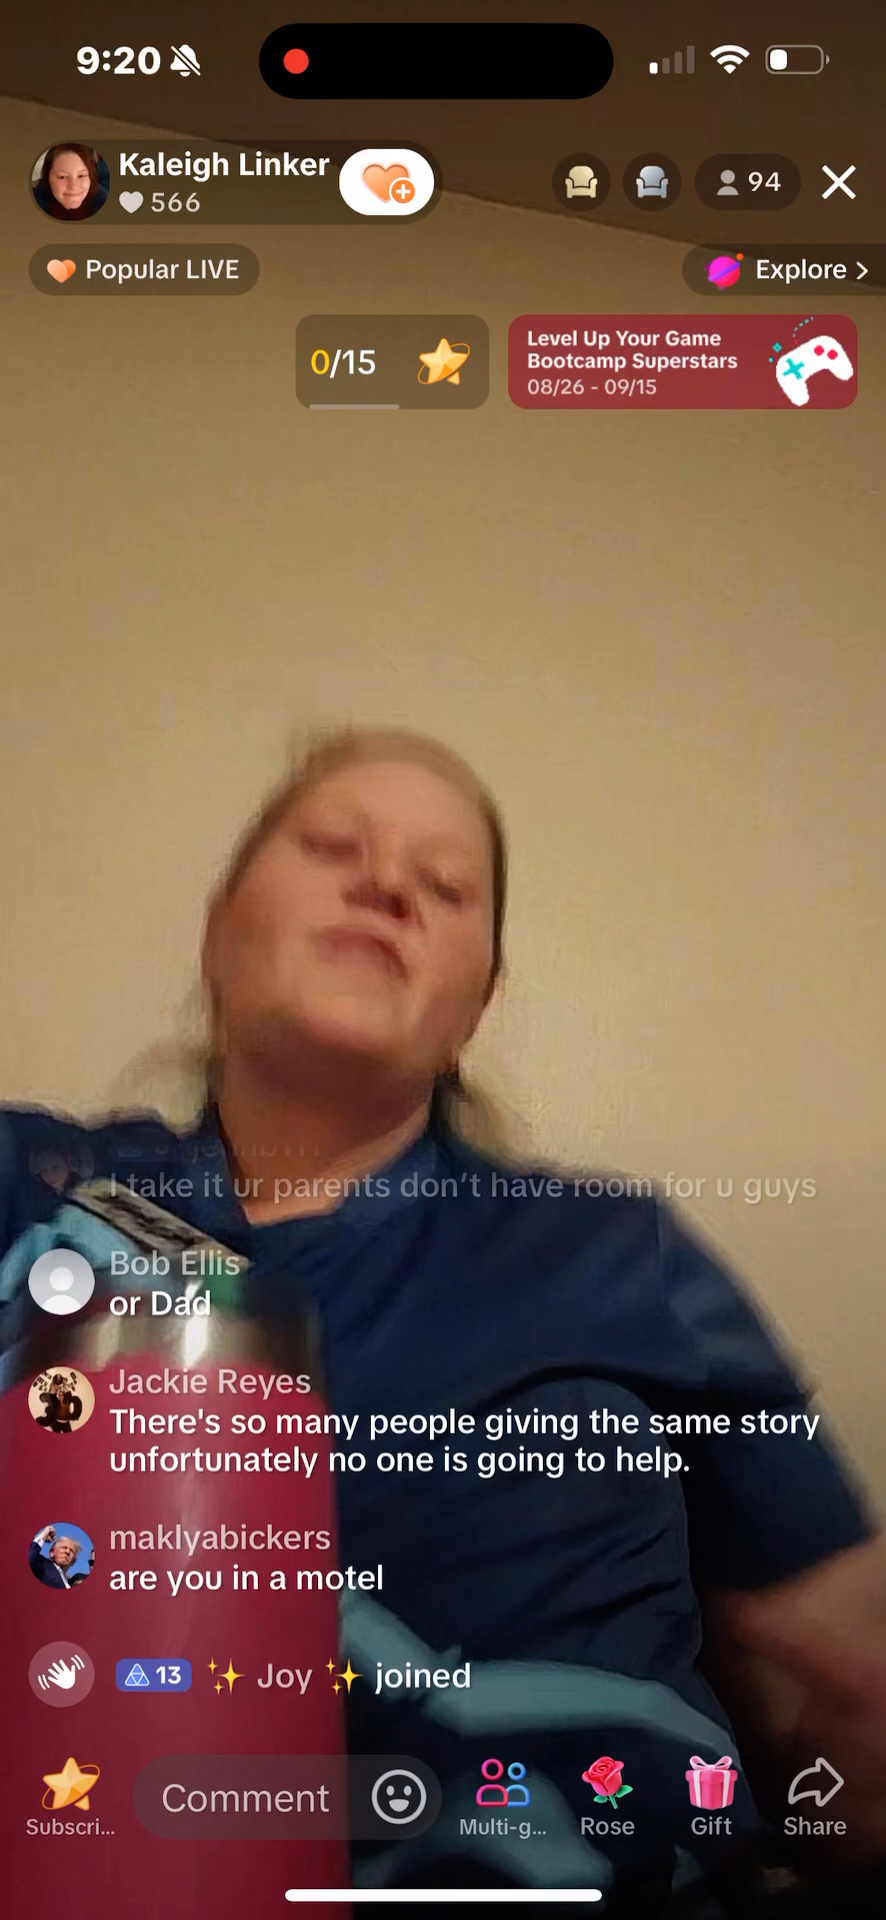 9:20
Kaleigh Linker
566
94
Popular LIVE
Explore >
0/15
Level Up Your Game
Bootcamp Superstars
08/26 - 09/15
I take it ur parents don't have room for u guys
Bob Ellis
or Dad
Jackie Reyes
There's so many people giving the same story
unfortunately no one is going to help.
maklyabickers
are you in a motel
13 ✨ Joy ✨ joined
Comment
Subscri...
Multi-g...
Rose
Gift
Share